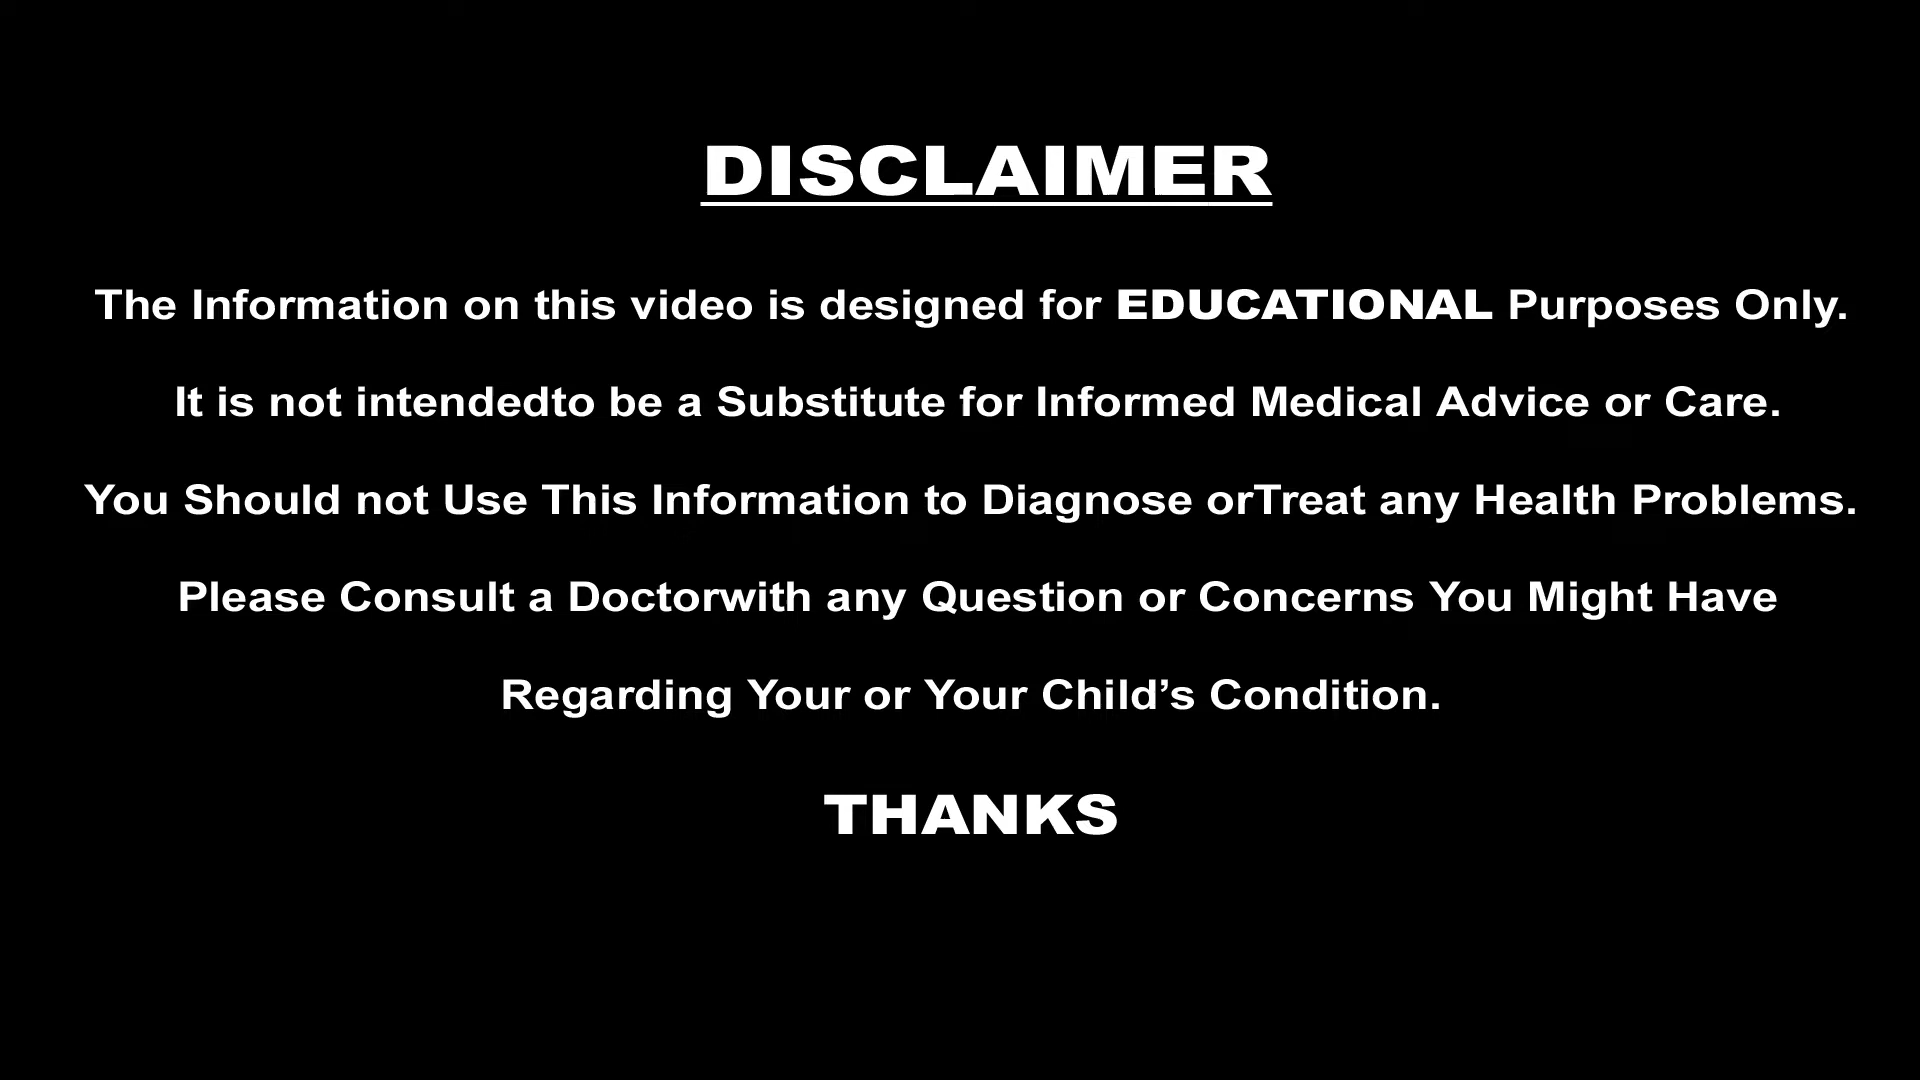 DISCLAIMER
The Information on this video is designed for EDUCATIONAL Purposes Only.
It is not intendedto be a Substitute for Informed Medical Advice or Care.
You Should not Use This Information to Diagnose orTreat any Health Problems.
Please Consult a Doctorwith any Question or Concerns You Might Have
Regarding Your or Your Child’s Condition.
THANKS